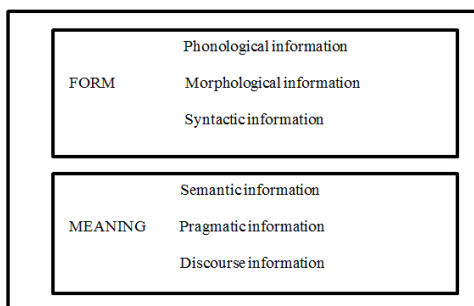 Phonological information
FORM Morphological information
Syntactic information
Semantic information
MEANING Pragmatic information
Discourse information